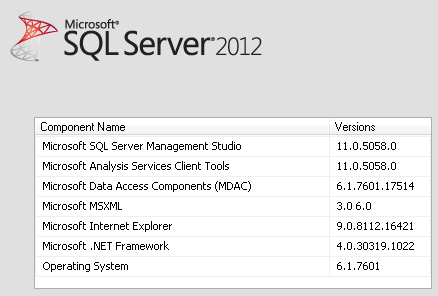 Microsoft®
SQL Server® 2012
Component Name Versions
Microsoft SQL Server Management Studio 11.0.5058.0
Microsoft Analysis Services Client Tools 11.0.5058.0
Microsoft Data Access Components (MDAC) 6.1.7601.17514
Microsoft MSXML 3.0 6.0
Microsoft Internet Explorer 9.0.8112.16421
Microsoft .NET Framework 4.0.30319.1022
Operating System 6.1.7601